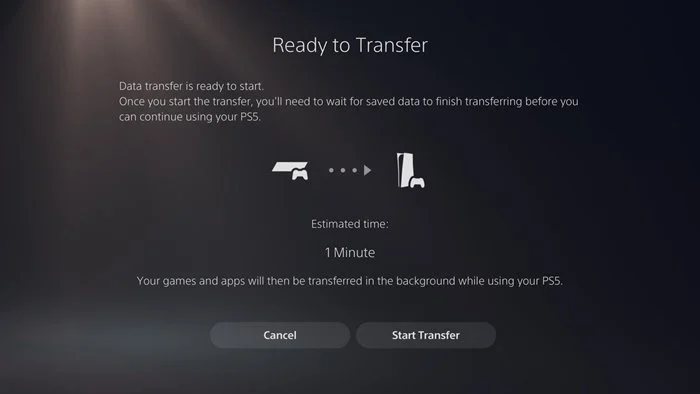 Ready to Transfer
Data transfer is ready to start.
Once you start the transfer, you'll need to wait for saved data to finish transferring before you
can continue using your PS5.
Estimated time:
1 Minute
Your games and apps will then be transferred in the background while using your PS5.
Cancel
Start Transfer